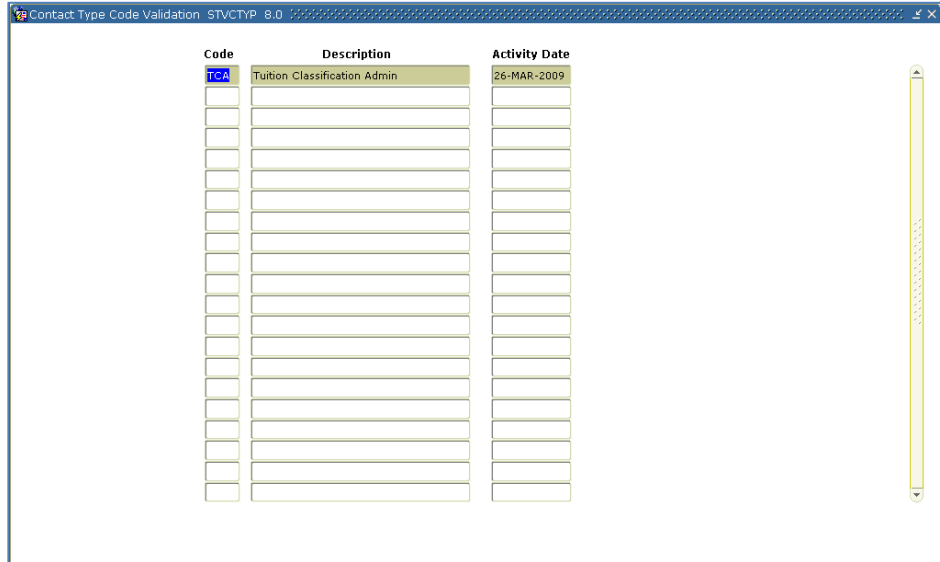 Contact Type Code Validation STVCTYP 8.0
Code Description Activity Date
TCA Tuition Classification Admin 26-MAR-2009